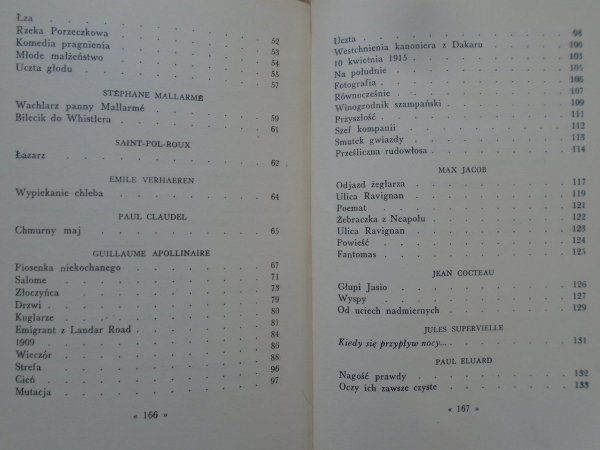 Łza 52
Rzeka Porzeczkowa 53
Komedia pragnienia 54
Młode małżeństwo 55
Uczta głodu 57
STÉPHANE MALLARMÉ
Wachlarz panny Mallarmé 59
Bilecik do Whistlera 61
SAINT-POL-ROUX
Łazarz 62
EMILE VERHAEREN
Wypiekanie chleba 64
PAUL CLAUDEL
Chmurny maj 65
GUILLAUME APOLLINAIRE
Piosenka niekochanego 67
Salome 71
Złoczyńca 73
Drzwi 79
Kuglarze 80
Emigrant z Landar Road 81
1909 84
Wieczór 86
Strefa 88
Cień 96
Mutacja 97
« 166 »
Uczta 98
Westchnienia kanoniera z Dakaru 100
10 kwietnia 1915 103
Na południe 105
Fotografia 106
Równocześnie 107
Winogrodnik szampański 109
Przyszłość 111
Szef kompanii 112
Smutek gwiazdy 113
Prześliczna rudowłosa 114
MAX JACOB
Odjazd żeglarza 117
Ulica Ravignan 119
Poemat 121
Żebraczka z Neapolu 122
Ulica Ravignan 123
Powieść 124
Fantomas 125
JEAN COCTEAU
Głupi Jasio 126
Wyspy 127
Od uciech nadmiernych 129
JULES SUPERVIELLE
Kiedy się przypływ nocy... 131
PAUL ELUARD
Nagość prawdy 132
Oczy ich zawsze czyste 133
« 167 »